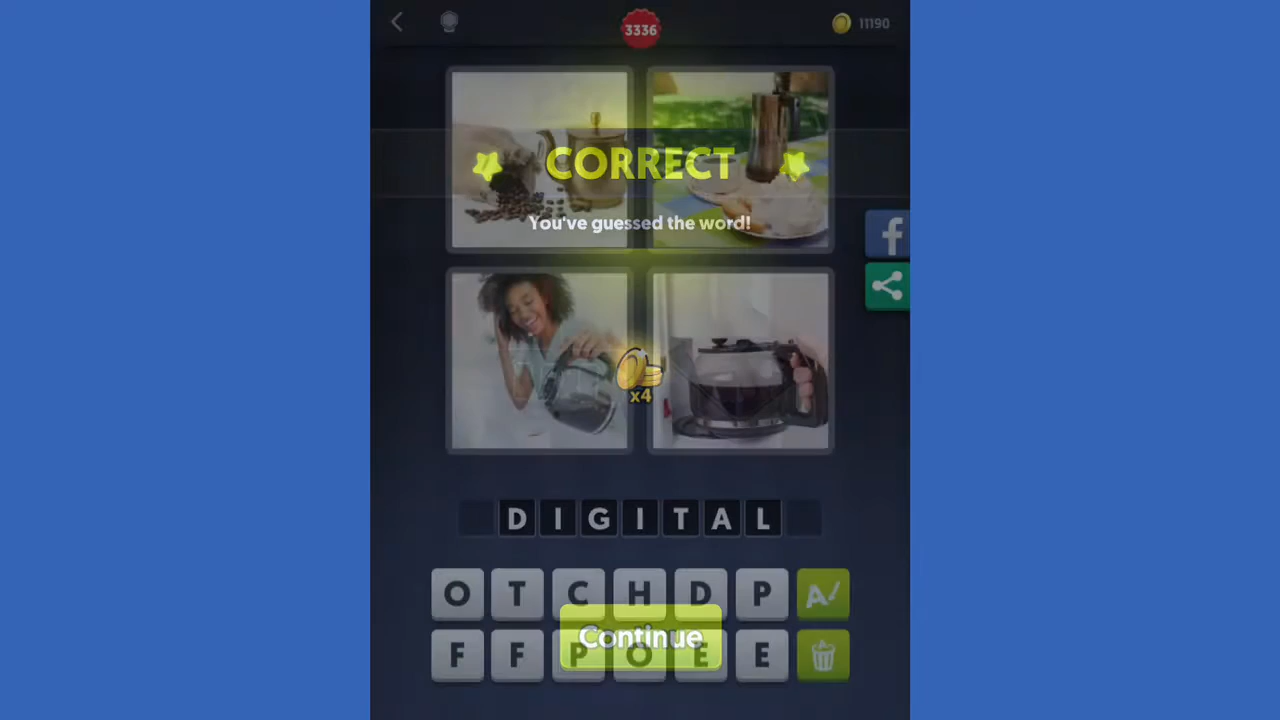 3336
11190
CORRECT
You've guessed the word!
x4
DIGITAL
O T C H D P A!
F F P O E E
Continue
f